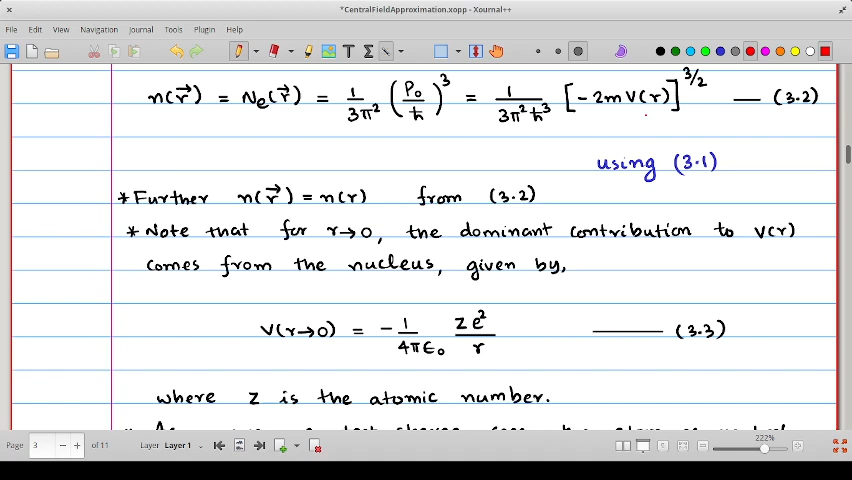 *CentralFieldApproximation.xopp - Xournal++
File Edit View Navigation Journal Tools Plugin Help
n(r⃗) = Ne(r⃗) = 1/3π² (P₀/ħ)³ = 1/3π²ħ³ [-2mV(r)]^3/2 — (3.2)
using (3.1)
* Further n(r⃗) = n(r) from (3.2)
* Note that for r→0, the dominant contribution to V(r)
comes from the nucleus, given by,
V(r→0) = - 1/4πϵ₀ Ze²/r —— (3.3)
where Z is the atomic number.
Page 3 of 11 Layer Layer 1 222%